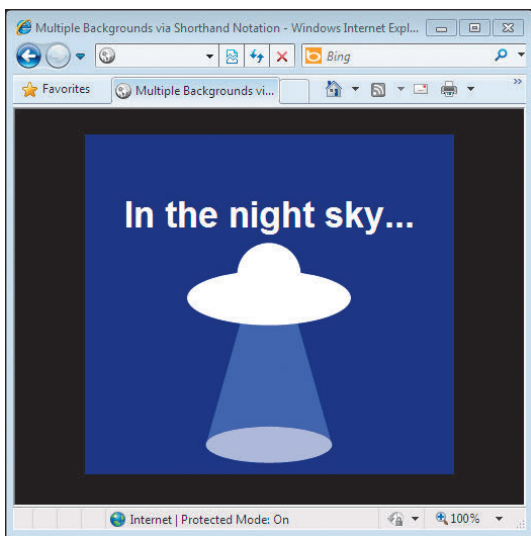 Multiple Backgrounds via Shorthand Notation - Windows Internet Expl...
Bing
Favorites
Multiple Backgrounds vi...
In the night sky...
Internet | Protected Mode: On
100%